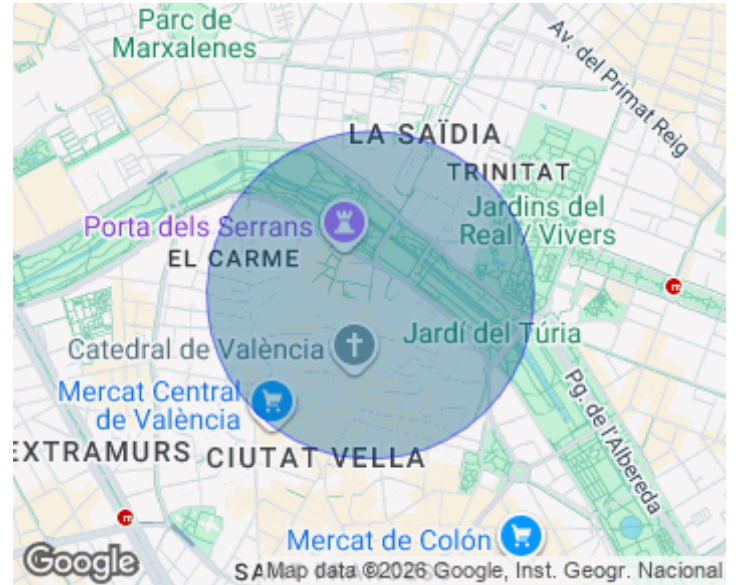 Parc de
Marxalenes
Av. del Primat Reig
LA SAÏDIA
TRINITAT
Porta dels Serrans
Jardins del
Real / Vivers
EL CARME
Catedral de València
Jardí del Túria
Mercat Central
de València
Pg. de l'Albereda
EXTRAMURS
CIUTAT VELLA
Mercat de Colón
Google
Map data ©2026 Google, Inst. Geogr. Nacional